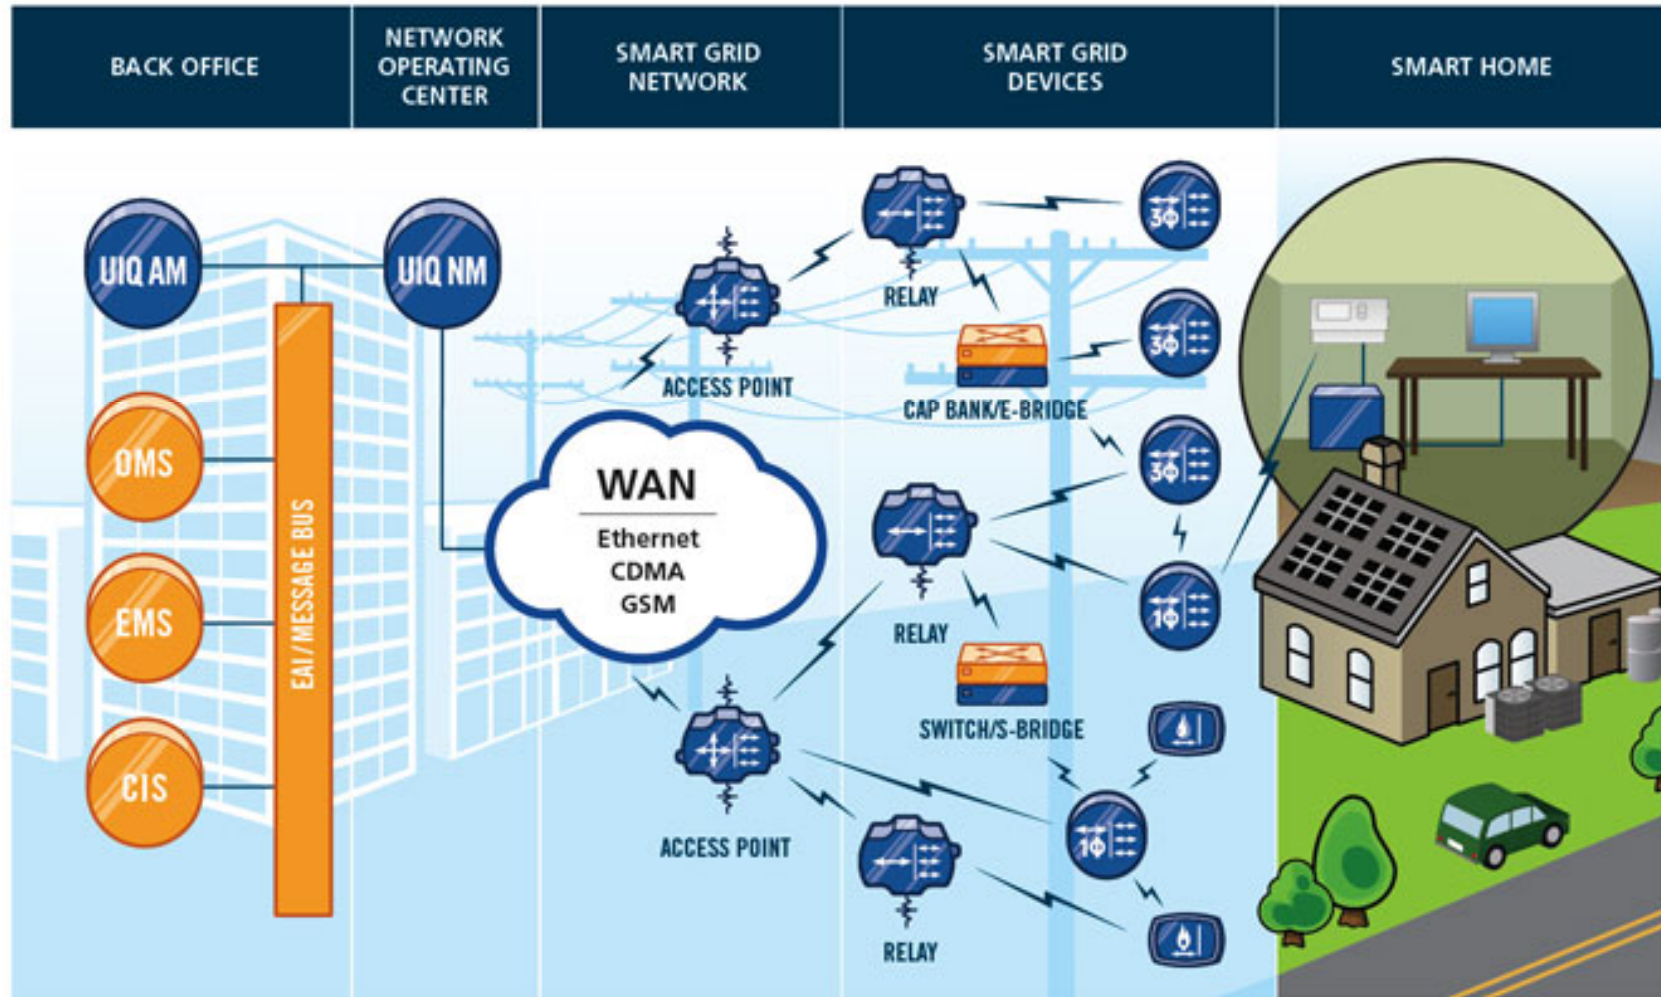 BACK OFFICE
NETWORK
OPERATING
CENTER
SMART GRID
NETWORK
SMART GRID
DEVICES
SMART HOME
UIQ AM
UIQ NM
OMS
EMS
CIS
EAI/MESSAGE BUS
WAN
Ethernet
CDMA
GSM
ACCESS POINT
ACCESS POINT
RELAY
CAP BANK/E-BRIDGE
RELAY
SWITCH/S-BRIDGE
RELAY
3Φ
3Φ
3Φ
1Φ
1Φ